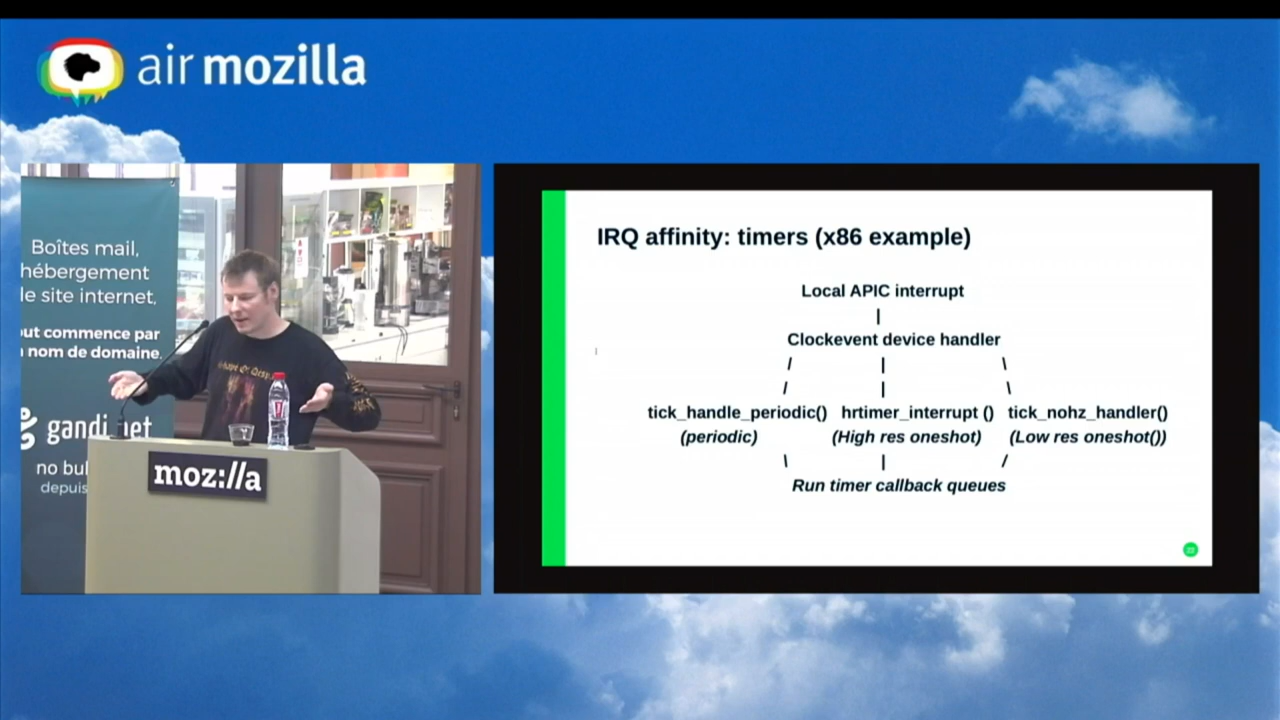 air mozilla
Boîtes mail,
hébergement
le site internet,
ut commence par
nom de domaine.
gandi.net
no bul
depuis
moz://a
IRQ affinity: timers (x86 example)
Local APIC interrupt
Clockevent device handler
tick_handle_periodic() hrtimer_interrupt () tick_nohz_handler()
(periodic) (High res oneshot) (Low res oneshot())
Run timer callback queues
22